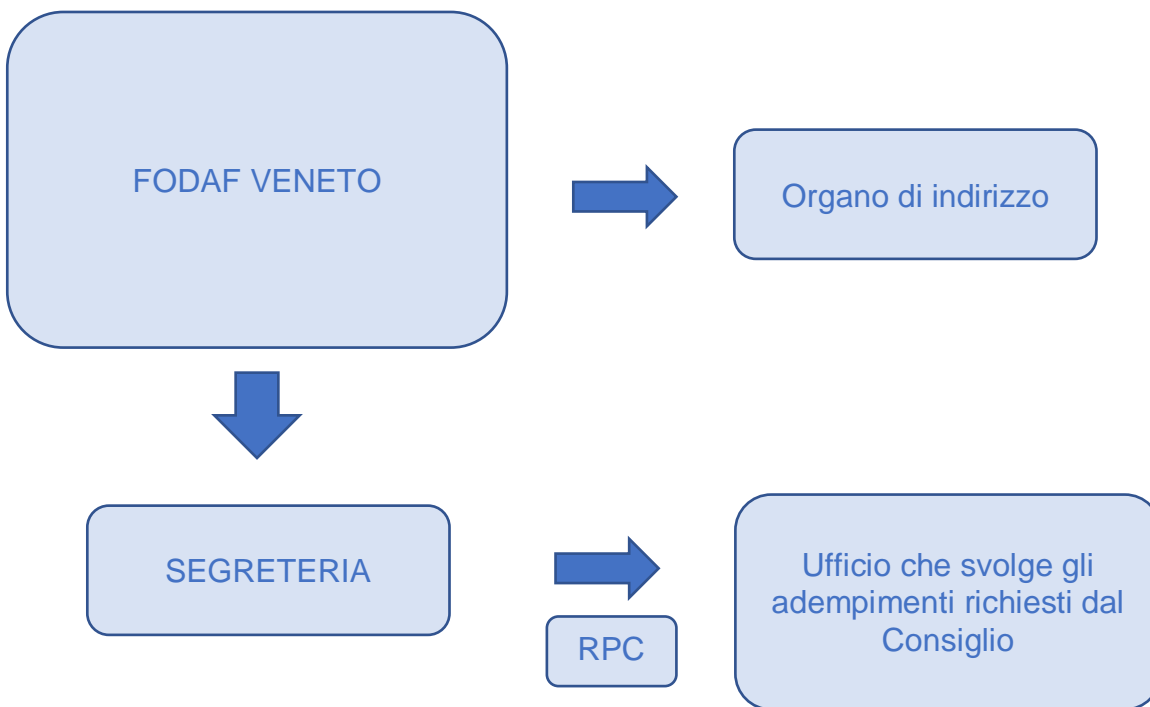 FODAF VENETO
Organo di indirizzo
SEGRETERIA
RPC
Ufficio che svolge gli
adempimenti richiesti dal
Consiglio